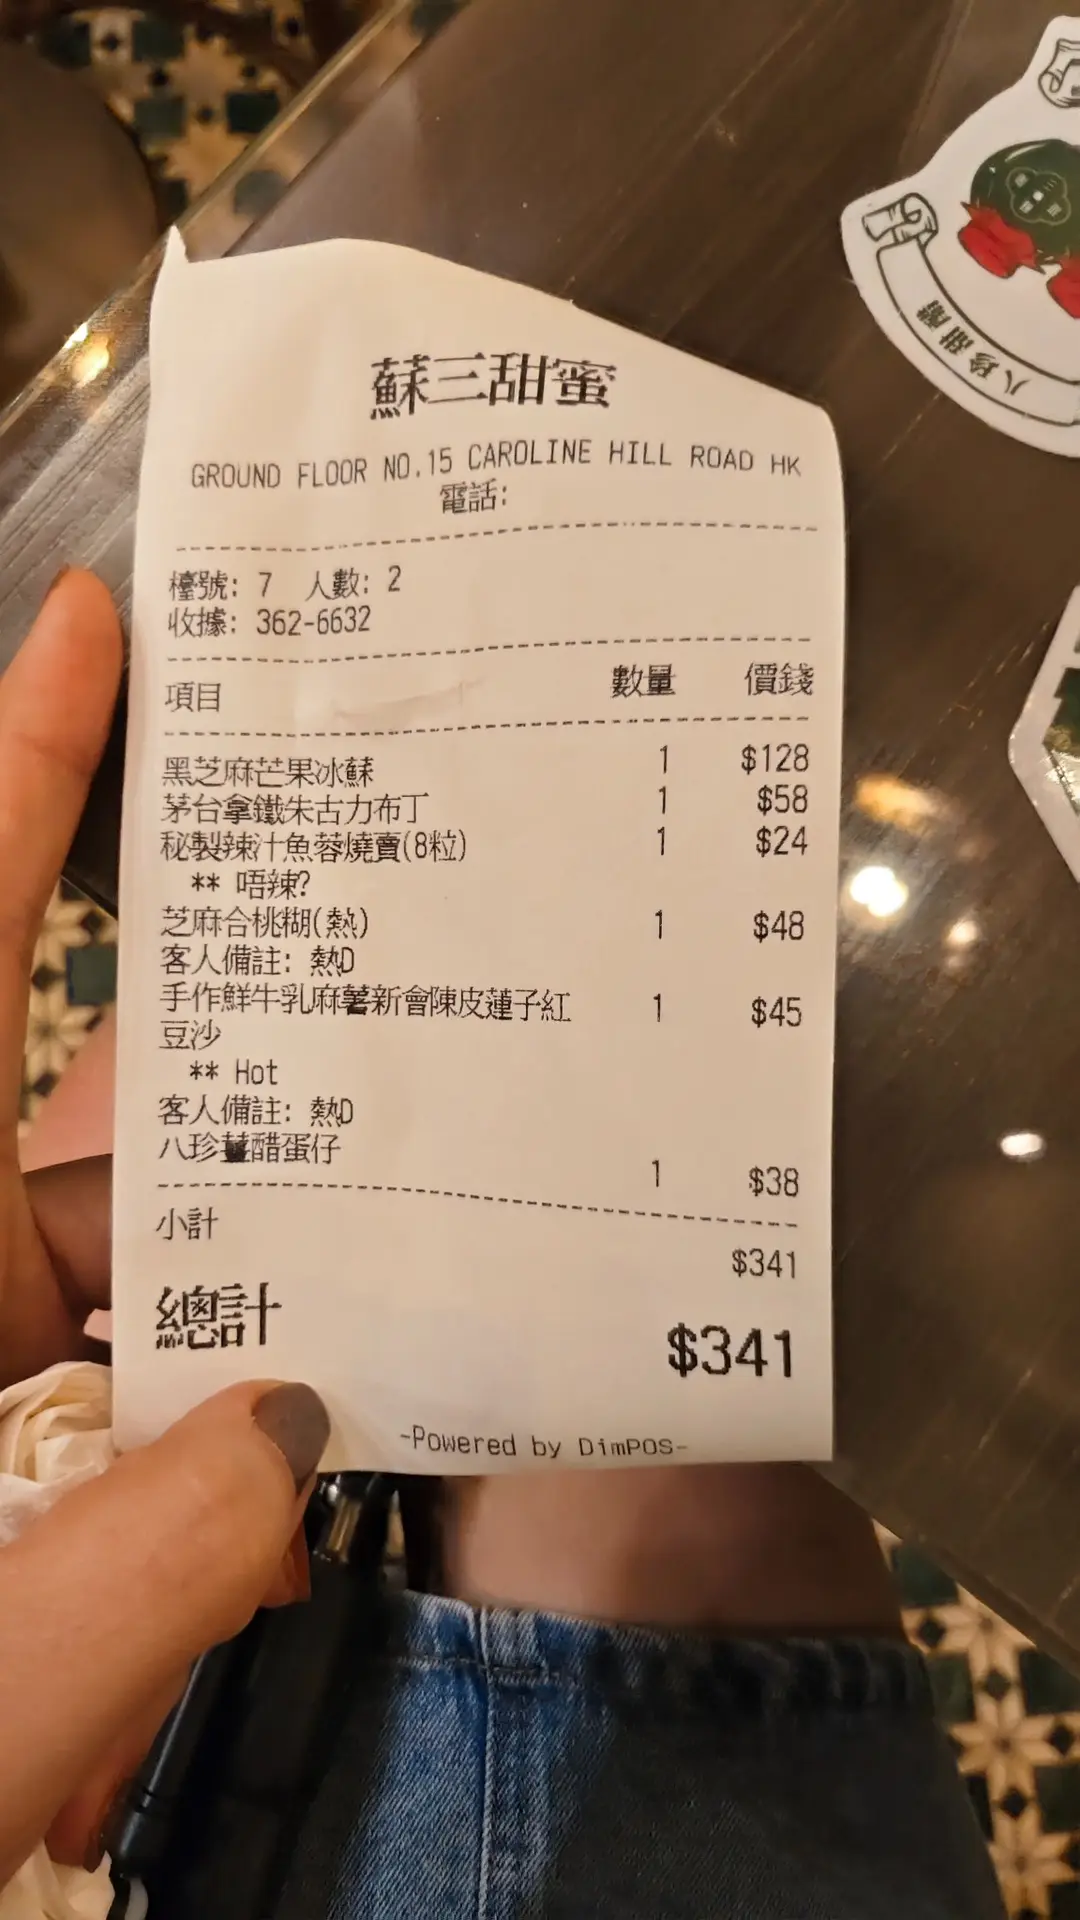 蘇三甜蜜
GROUND FLOOR NO.15 CAROLINE HILL ROAD HK
電話:
檯號: 7 人數: 2
收據: 362-6632
項目 數量 價錢
黑芝麻芒果冰蘇 1 $128
茅台拿鐵朱古力布丁 1 $58
秘製辣汁魚蓉燒賣(8粒) 1 $24
** 唔辣?
芝麻合桃糊(熱) 1 $48
客人備註: 熱D
手作鮮牛乳麻薯新會陳皮蓮子紅 1 $45
豆沙
** Hot
客人備註: 熱D
八珍薑醋蛋仔 1 $38
小計 $341
總計 $341
-Powered by DimPOS-
八珍甜醋